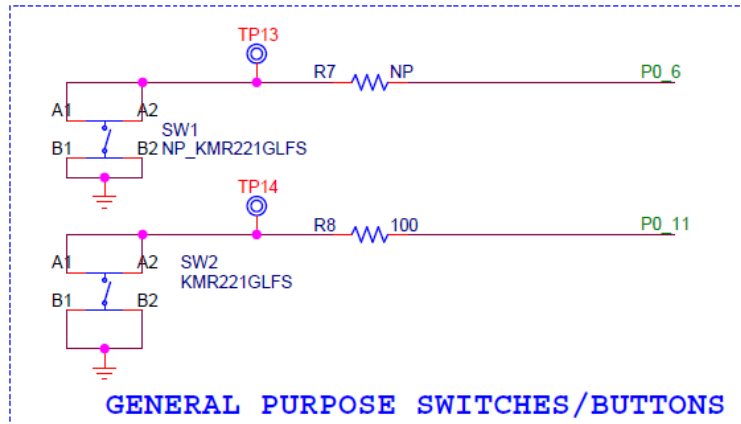 TP13
R7 NP P0_6
A1 A2
SW1
B1 B2 NP_KMR221GLFS
TP14
R8 100 P0_11
A1 A2 SW2
KMR221GLFS
B1 B2
GENERAL PURPOSE SWITCHES/BUTTONS